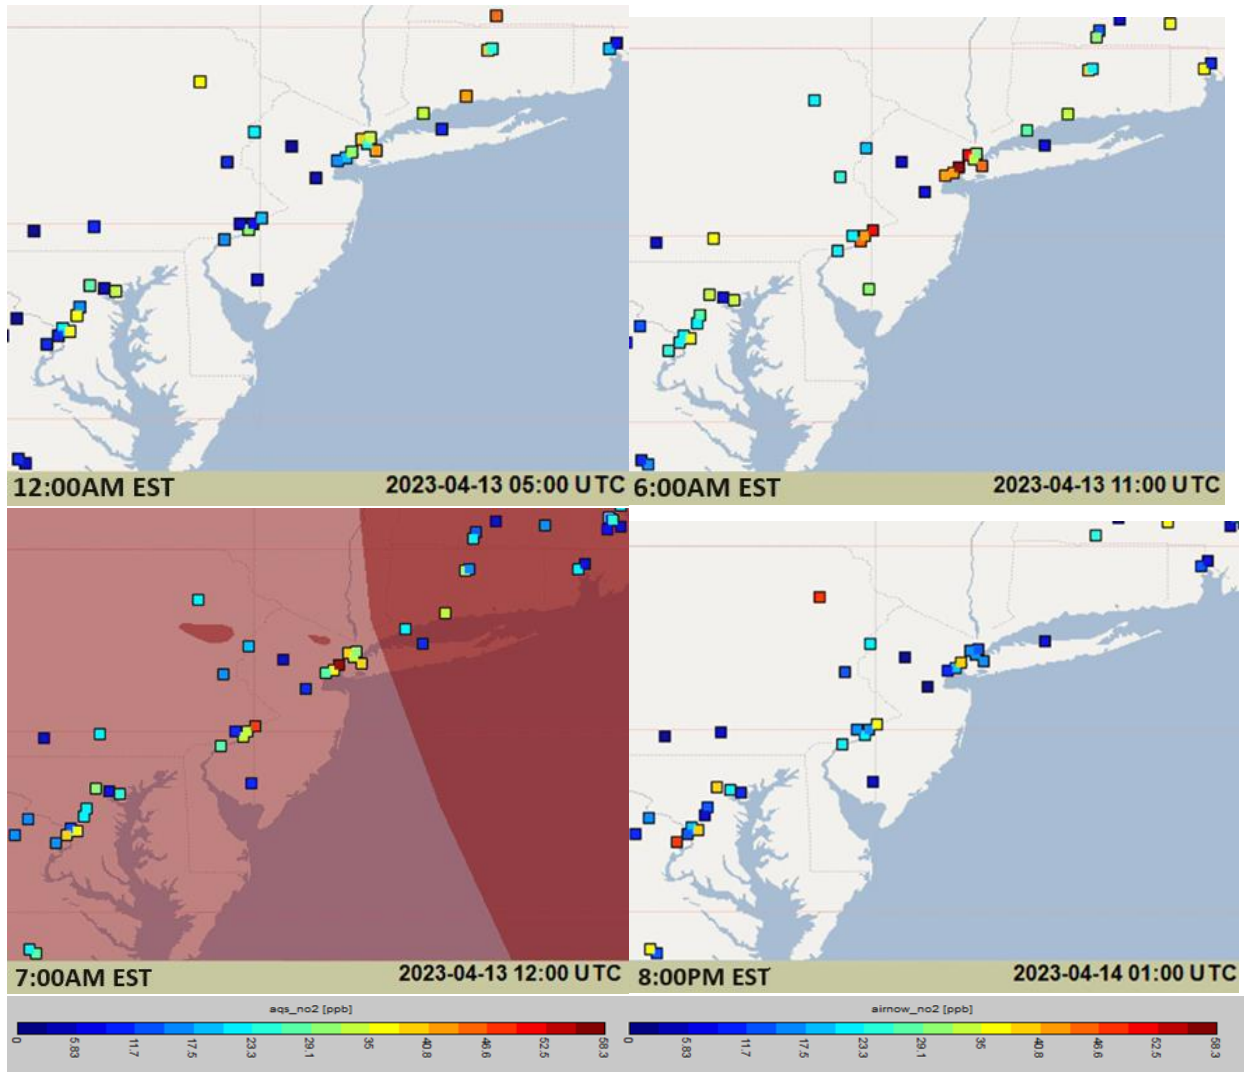 12:00AM EST 2023-04-13 05:00 UTC
6:00AM EST 2023-04-13 11:00 UTC
7:00AM EST 2023-04-13 12:00 UTC
8:00PM EST 2023-04-14 01:00 UTC
aqs_no2 [ppb]
0 5.83 11.7 17.5 23.3 29.1 35 40.8 46.6 52.5 58.3
airnow_no2 [ppb]
0 5.83 11.7 17.5 23.3 29.1 35 40.8 46.6 52.5 58.3